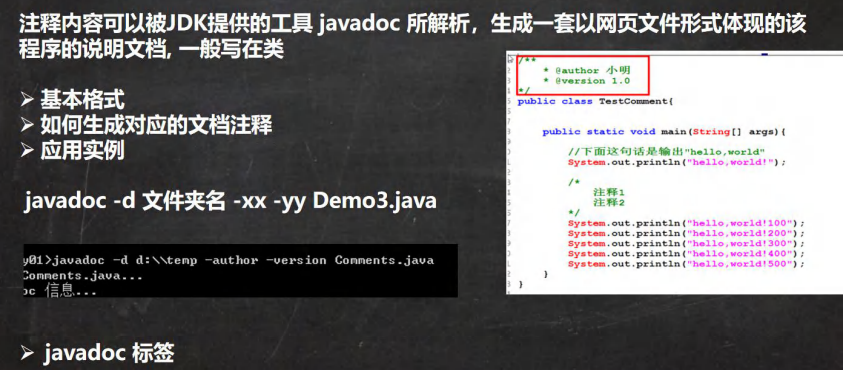 注释内容可以被JDK提供的工具 javadoc 所解析，生成一套以网页文件形式体现的该
程序的说明文档, 一般写在类
➢ 基本格式
➢ 如何生成对应的文档注释
➢ 应用实例
javadoc -d 文件夹名 -xx -yy Demo3.java
y01>javadoc -d d:\\temp -author -version Comments.java
Comments.java...
oc 信息...
➢ javadoc 标签
/**
* @author 小明
* @version 1.0
*/
public class TestComment{
public static void main(String[] args){
//下面这句话是输出"hello,world"
System.out.println("hello,world!");
/*
注释1
注释2
*/
System.out.println("hello,world!100");
System.out.println("hello,world!200");
System.out.println("hello,world!300");
System.out.println("hello,world!400");
System.out.println("hello,world!500");
}
}